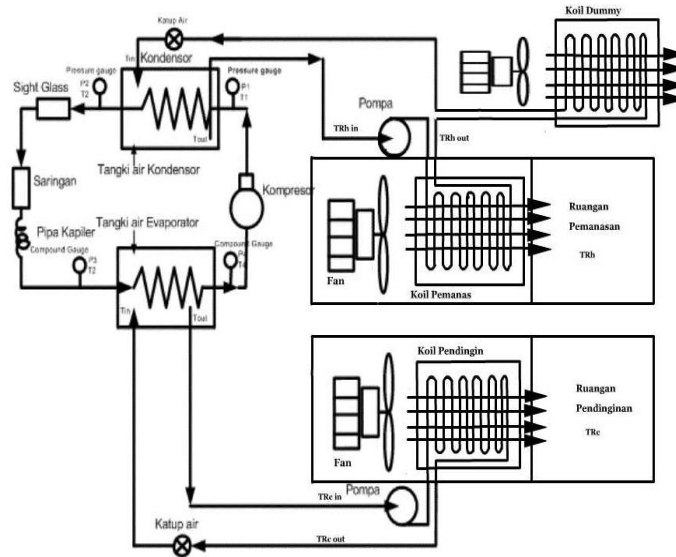 Koil Dummy
Katup Air
Tin
Kondensor
Pressure gauge
P2
T2
Pressure gauge
P1
T1
Sight Glass
Pompa
TRh in
TRh out
Tout
Tangki air Kondensor
Saringan
Kompresor
Tangki air Evaporator
Pipa Kapiler
Compound Gauge
P3
T2
Compound Gauge
Tin
Tout
Fan
Koil Pemanas
Ruangan
Pemanasan
TRh
Koil Pendingin
Fan
Ruangan
Pendinginan
TRc
TRc in
Pompa
Katup air
TRc out